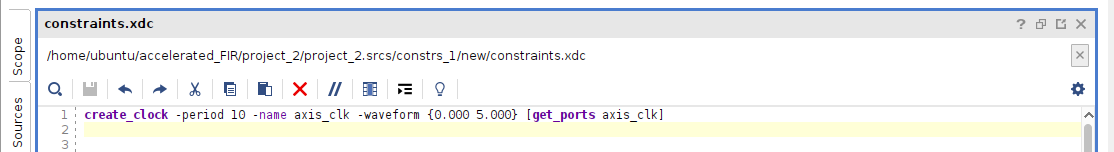 constraints.xdc
/home/ubuntu/accelerated_FIR/project_2/project_2.srcs/constrs_1/new/constraints.xdc
Scope
Sources
1 create_clock -period 10 -name axis_clk -waveform {0.000 5.000} [get_ports axis_clk]
2
3